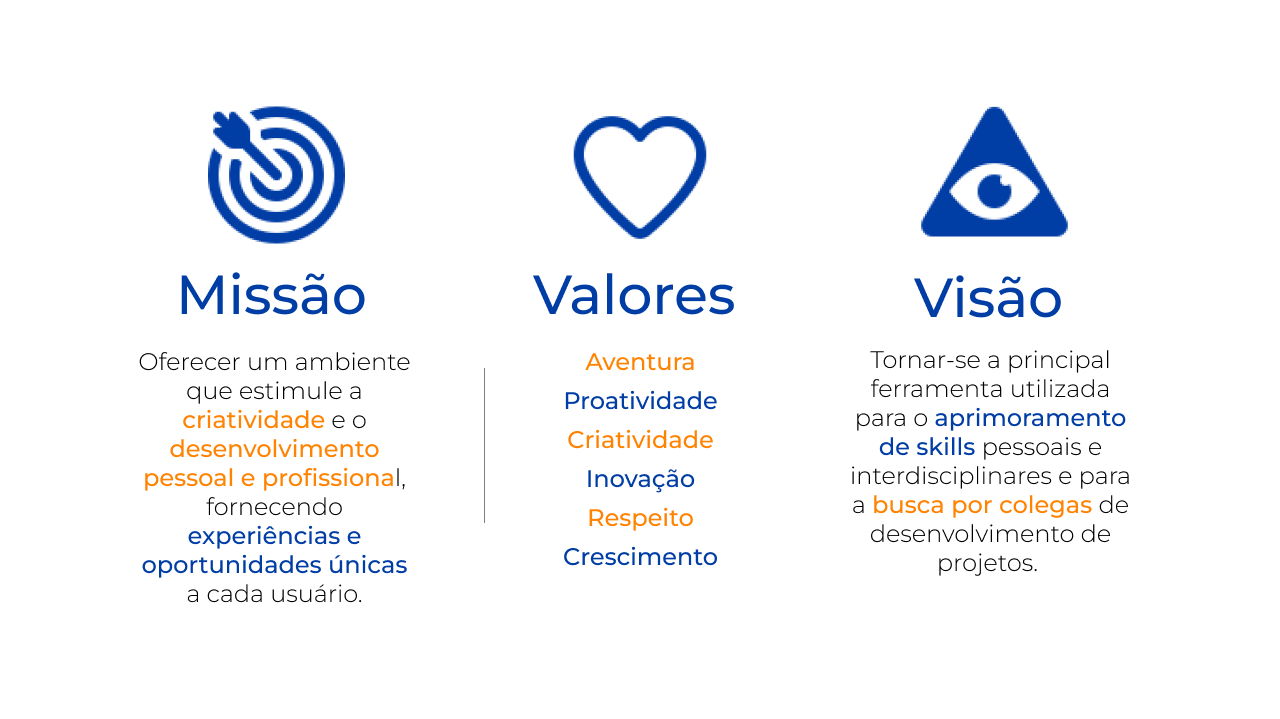 Missão
Oferecer um ambiente
que estimule a
criatividade e o
desenvolvimento
pessoal e profissional,
fornecendo
experiências e
oportunidades únicas
a cada usuário.
Valores
Aventura
Proatividade
Criatividade
Inovação
Respeito
Crescimento
Visão
Tornar-se a principal
ferramenta utilizada
para o aprimoramento
de skills pessoais e
interdisciplinares e para
a busca por colegas de
desenvolvimento de
projetos.